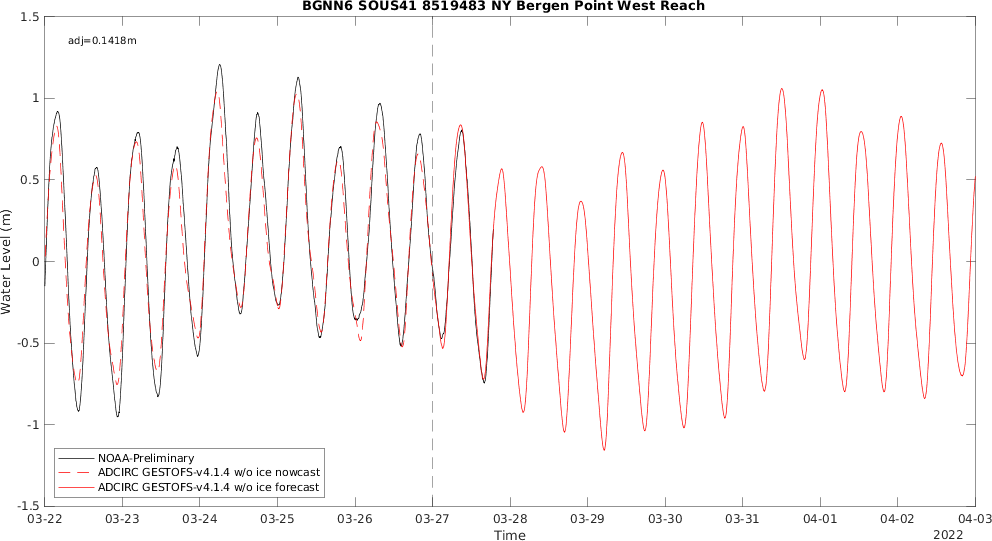 BGNN6 SOUS41 8519483 NY Bergen Point West Reach
1.5
adj=0.1418m
1
0.5
0
-0.5
-1
-1.5
Water Level (m)
NOAA-Preliminary
ADCIRC GESTOFS-v4.1.4 w/o ice nowcast
ADCIRC GESTOFS-v4.1.4 w/o ice forecast
03-22 03-23 03-24 03-25 03-26 03-27 03-28 03-29 03-30 03-31 04-01 04-02 04-03
Time
2022